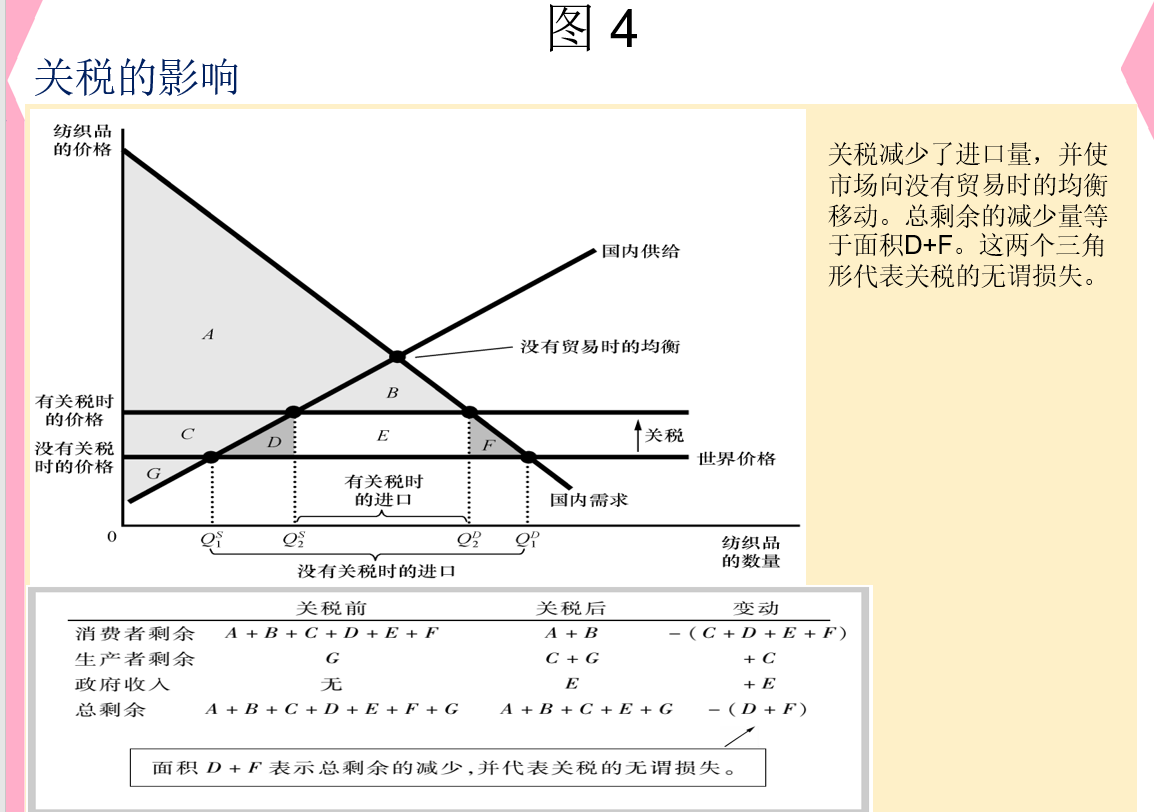 图 4
关税的影响
纺织品
的价格
国内供给
A
没有贸易时的均衡
B
有关税时
的价格
C
D
E
F
关税
没有关税
时的价格
世界价格
G
有关税时
的进口
国内需求
0
Q₁ˢ
Q₂ˢ
Q₂ᴰ
Q₁ᴰ
纺织品
的数量
没有关税时的进口
关税减少了进口量，并使
市场向没有贸易时的均衡
移动。总剩余的减少量等
于面积D+F。这两个三角
形代表关税的无谓损失。
关税前 关税后 变动
消费者剩余 A + B + C + D + E + F A + B －( C + D + E + F )
生产者剩余 G C + G + C
政府收入 无 E + E
总剩余 A + B + C + D + E + F + G A + B + C + E + G －( D + F )
面积 D + F 表示总剩余的减少,并代表关税的无谓损失。